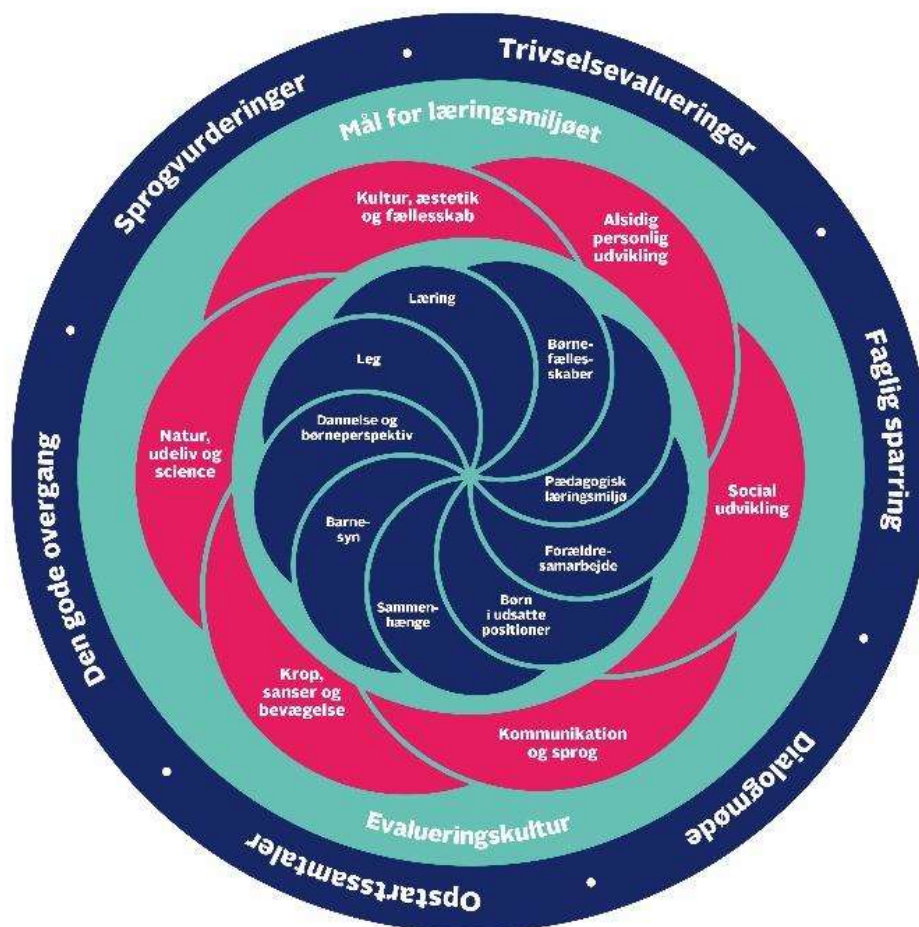 Trivselsevalueringer
Faglig sparring
Dialogmøde
Opstartssamtaler
Den gode overgang
Sprogvurderinger
Mål for læringsmiljøet
Evalueringskultur
Kultur, æstetik
og fællesskab
Alsidig
personlig
udvikling
Social
udvikling
Kommunikation
og sprog
Krop,
sanser og
bevægelse
Natur,
udeliv og
science
Læring
Børne-
fælles-
skaber
Pædagogisk
læringsmiljø
Forældre-
samarbejde
Børn
i udsatte
positioner
Sammen-
hænge
Barne-
syn
Dannelse og
børneperspektiv
Leg